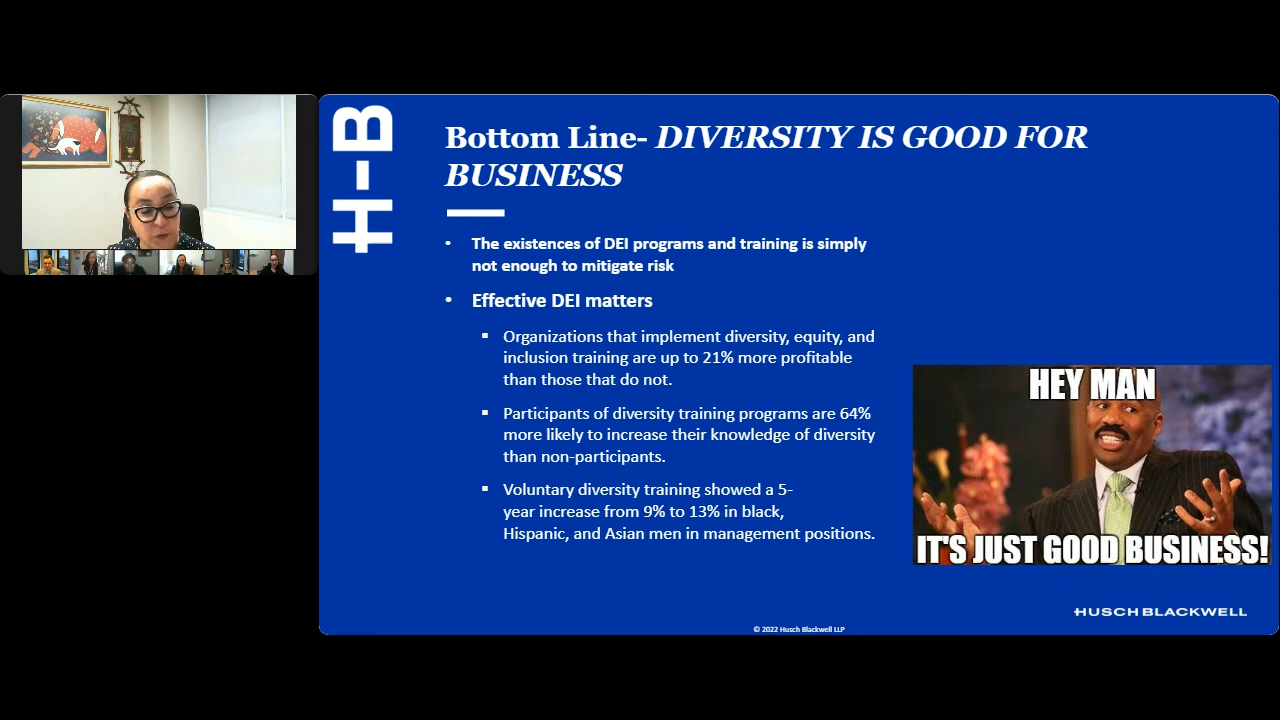 H-B
Bottom Line- DIVERSITY IS GOOD FOR
BUSINESS
• The existences of DEI programs and training is simply
not enough to mitigate risk
• Effective DEI matters
▪ Organizations that implement diversity, equity, and
inclusion training are up to 21% more profitable
than those that do not.
▪ Participants of diversity training programs are 64%
more likely to increase their knowledge of diversity
than non-participants.
▪ Voluntary diversity training showed a 5-
year increase from 9% to 13% in black,
Hispanic, and Asian men in management positions.
HEY MAN
IT'S JUST GOOD BUSINESS!
HUSCH BLACKWELL
© 2022 Husch Blackwell LLP